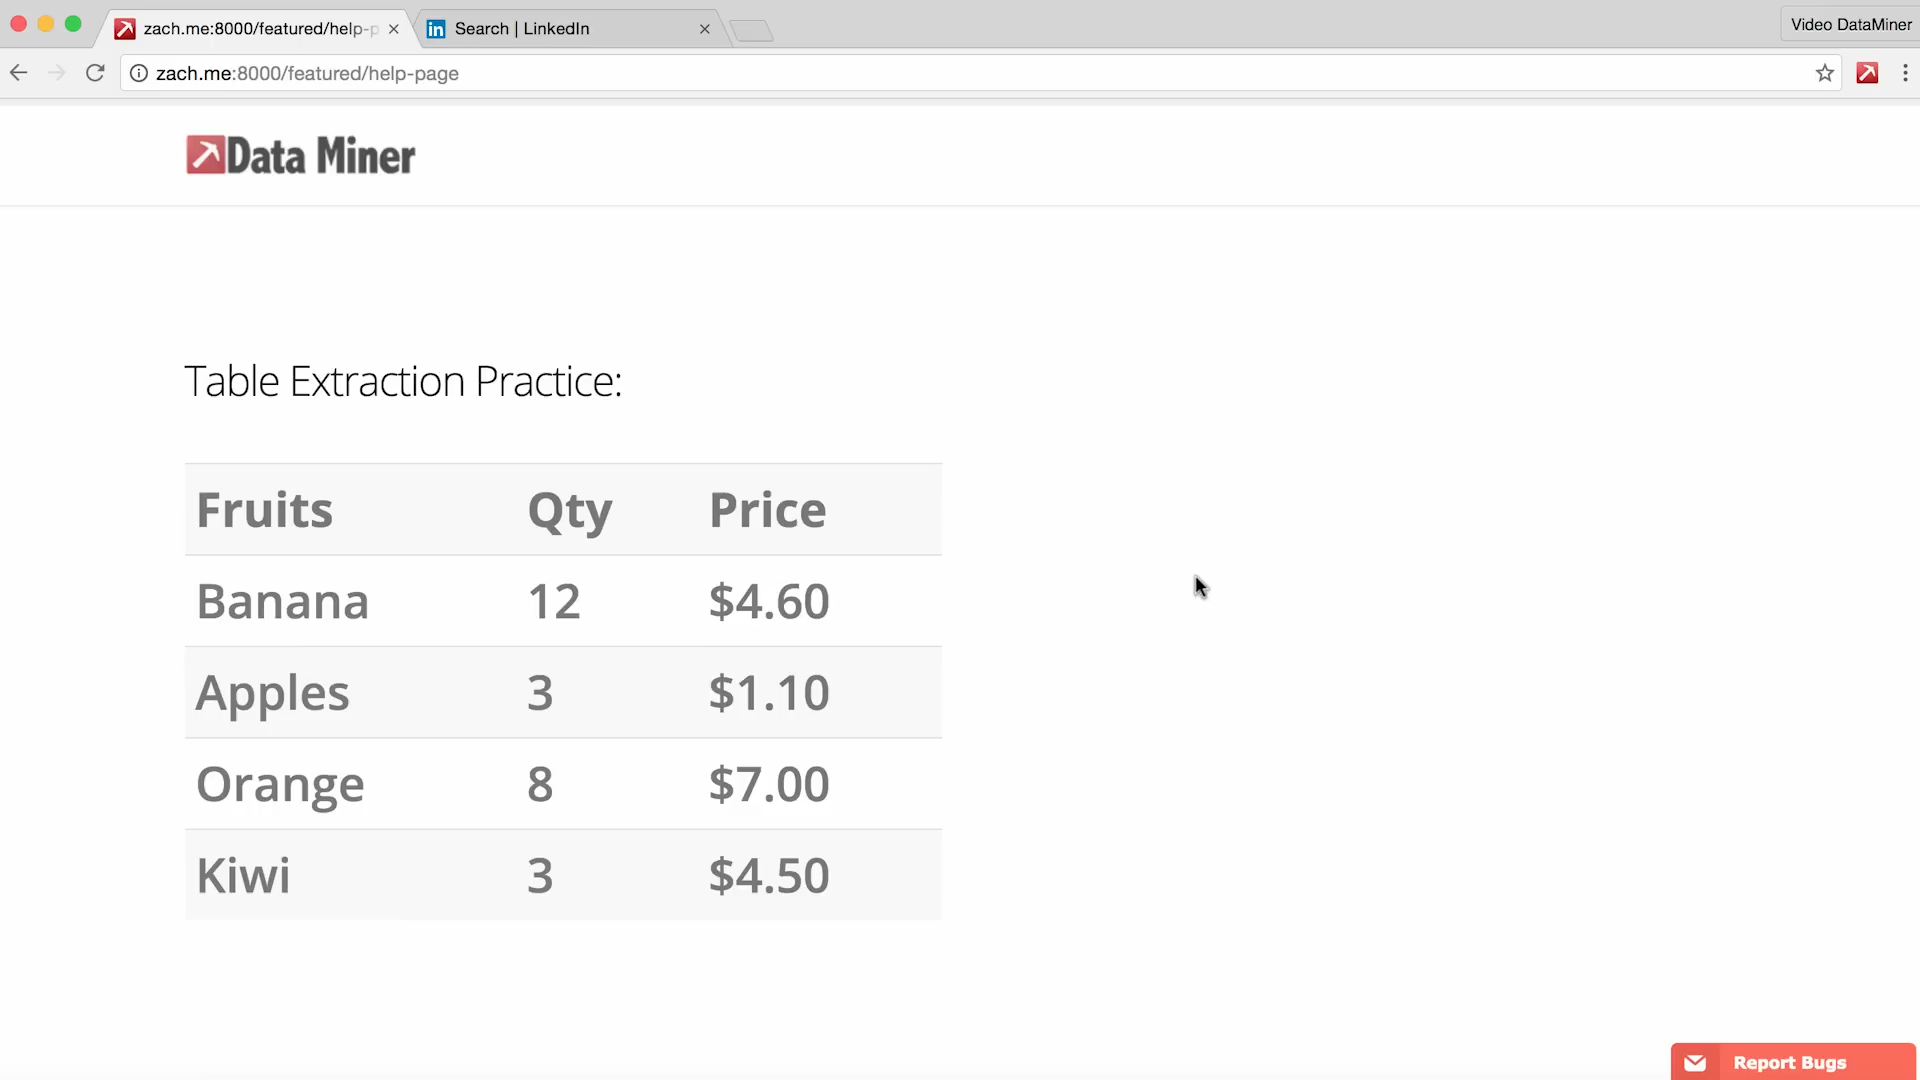 zach.me:8000/featured/help-p
Search | LinkedIn
Video DataMiner
zach.me:8000/featured/help-page
Data Miner
Table Extraction Practice:
Fruits Qty Price
Banana 12 $4.60
Apples 3 $1.10
Orange 8 $7.00
Kiwi 3 $4.50
Report Bugs